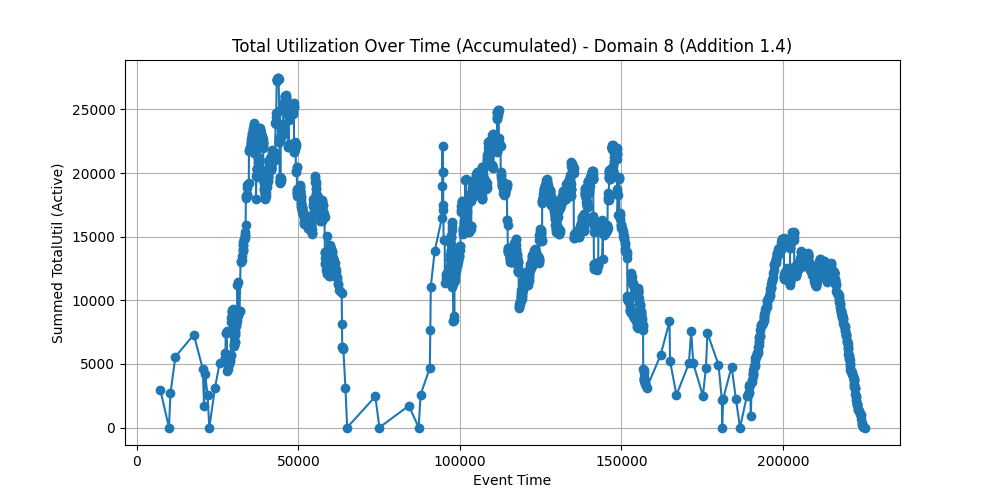 Total Utilization Over Time (Accumulated) - Domain 8 (Addition 1.4)
Summed TotalUtil (Active)
25000
20000
15000
10000
5000
0
0 50000 100000 150000 200000
Event Time